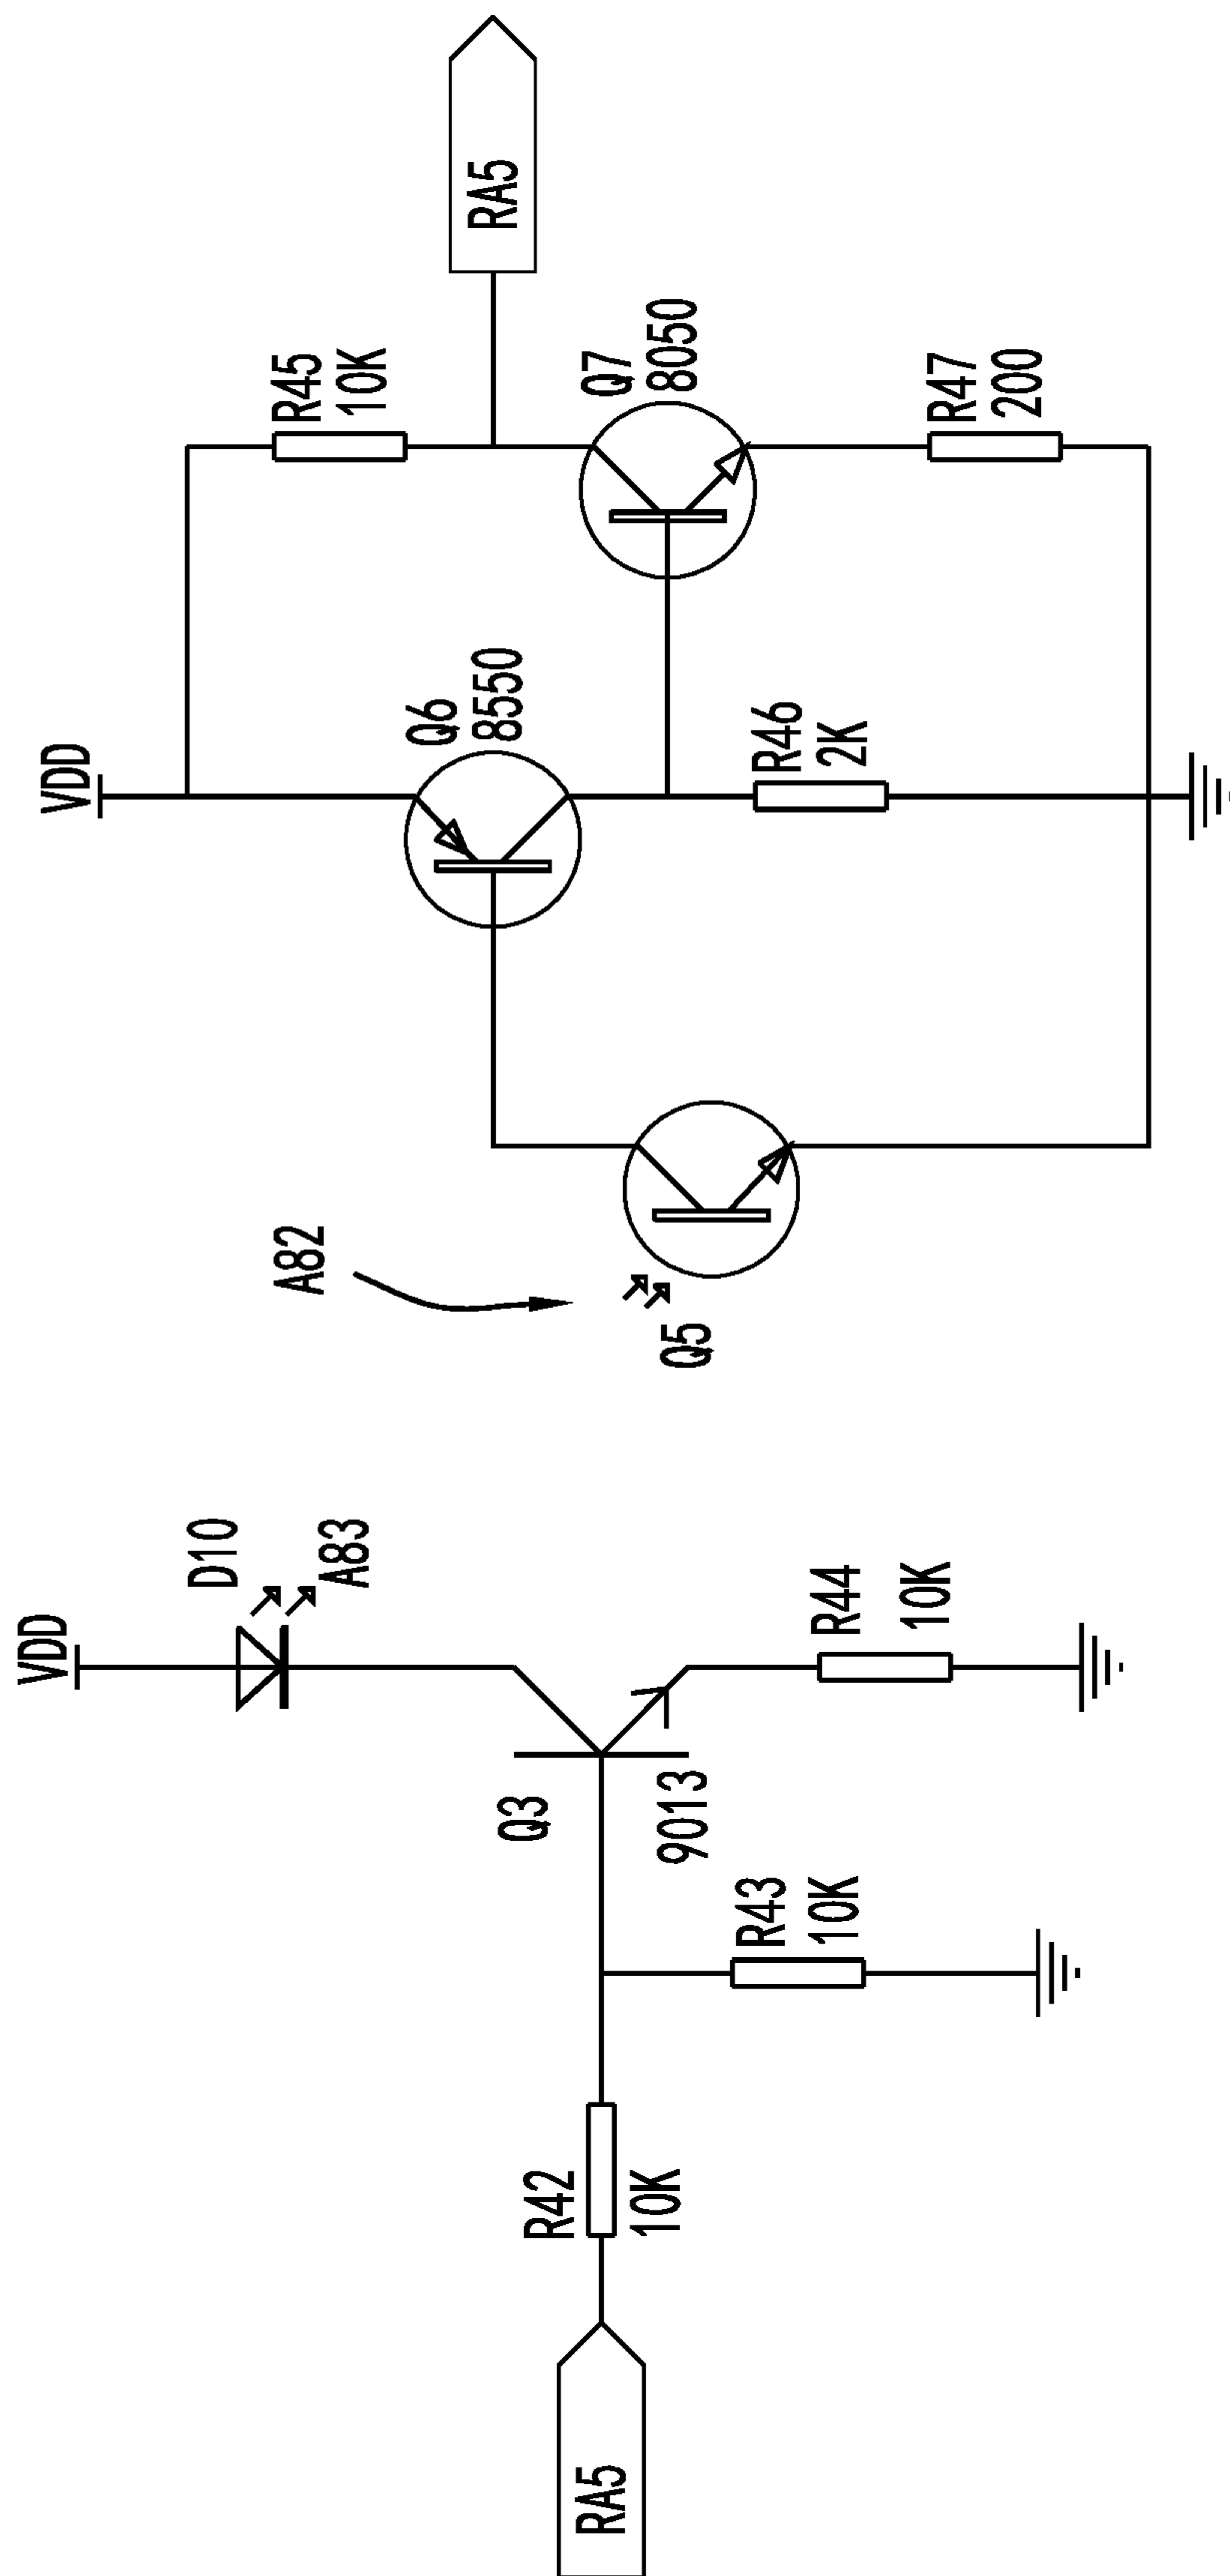 RA5
R42
10K
R43
10K
Q3
9013
VDD
D10
A83
R44
10K
A82
Q5
VDD
Q6
8550
R46
2K
R45
10K
RA5
Q7
8050
R47
200